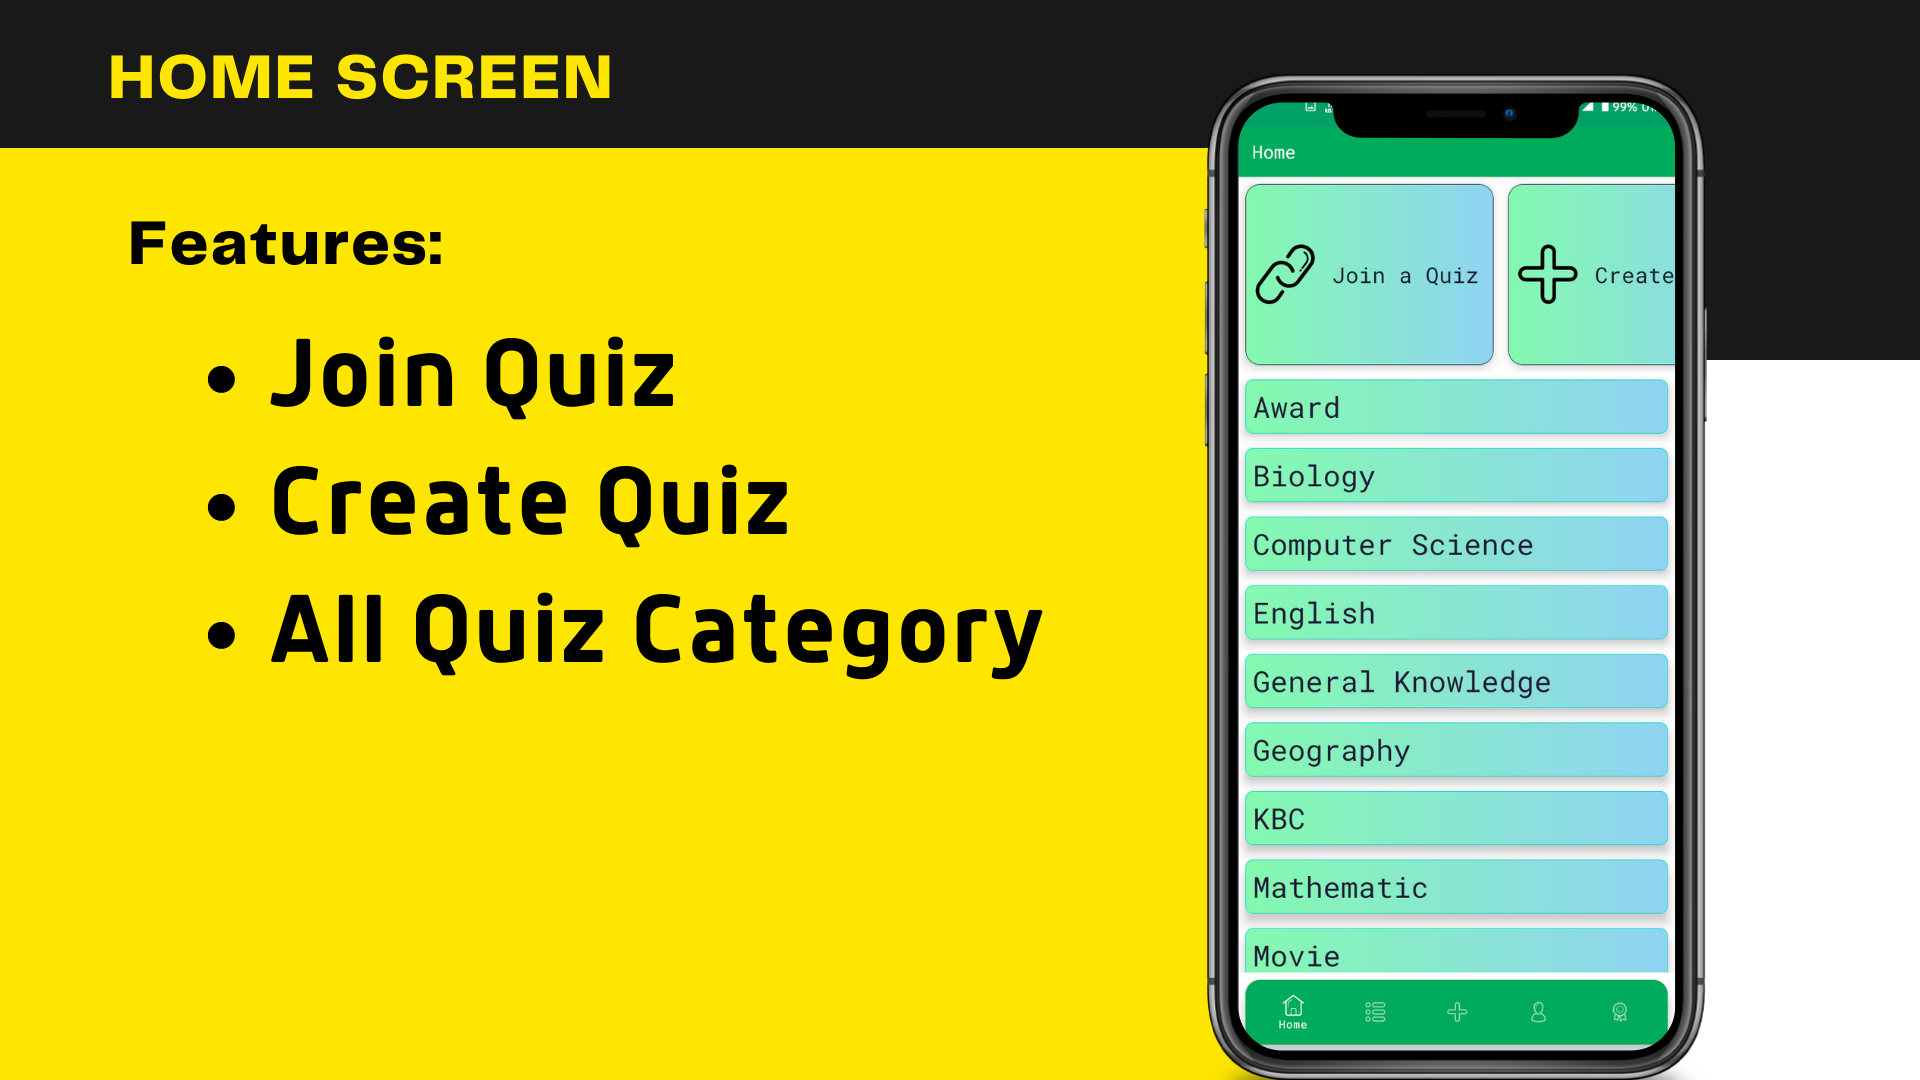 HOME SCREEN
Features:
• Join Quiz
• Create Quiz
• All Quiz Category
99%
Home
Join a Quiz
Create
Award
Biology
Computer Science
English
General Knowledge
Geography
KBC
Mathematic
Movie
Home